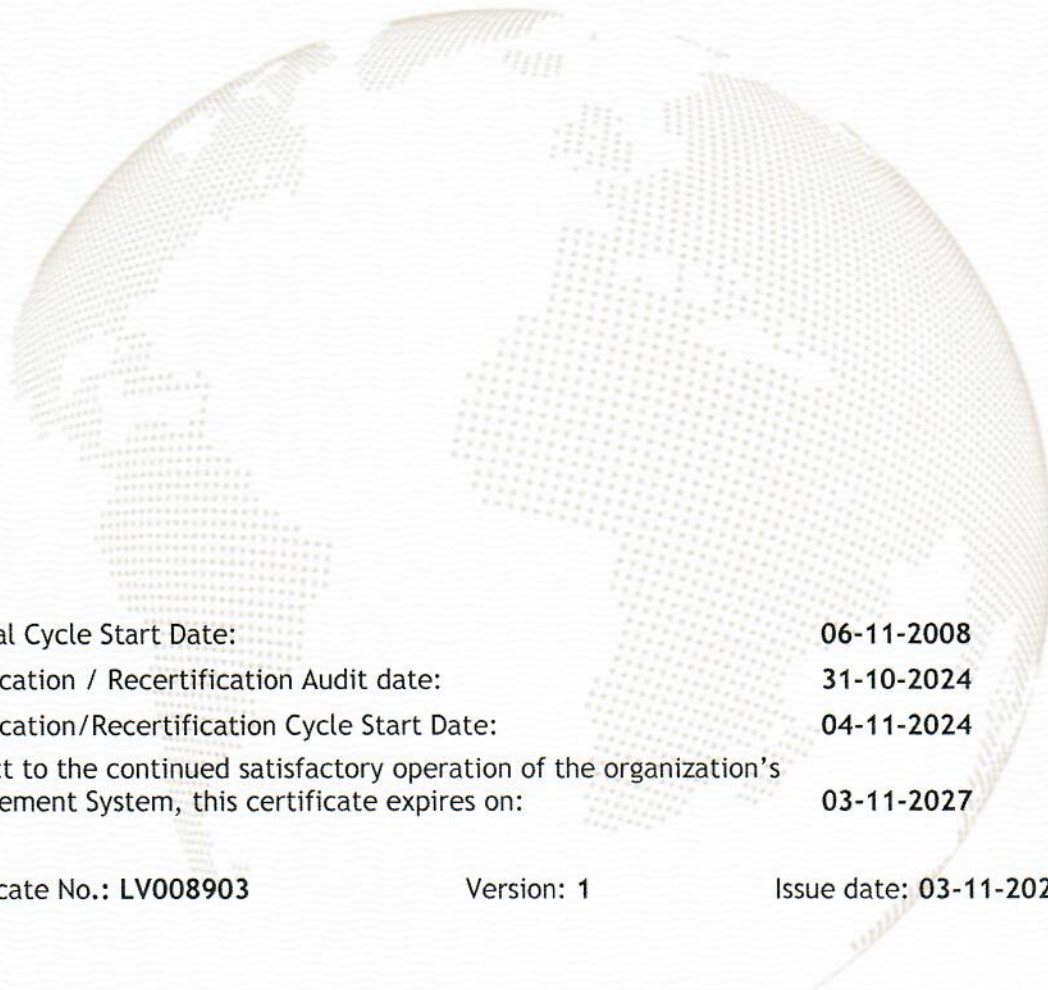 al Cycle Start Date: 06-11-2008
cation / Recertification Audit date: 31-10-2024
cation/Recertification Cycle Start Date: 04-11-2024
ct to the continued satisfactory operation of the organization's
ement System, this certificate expires on: 03-11-2027
cate No.: LV008903 Version: 1 Issue date: 03-11-202